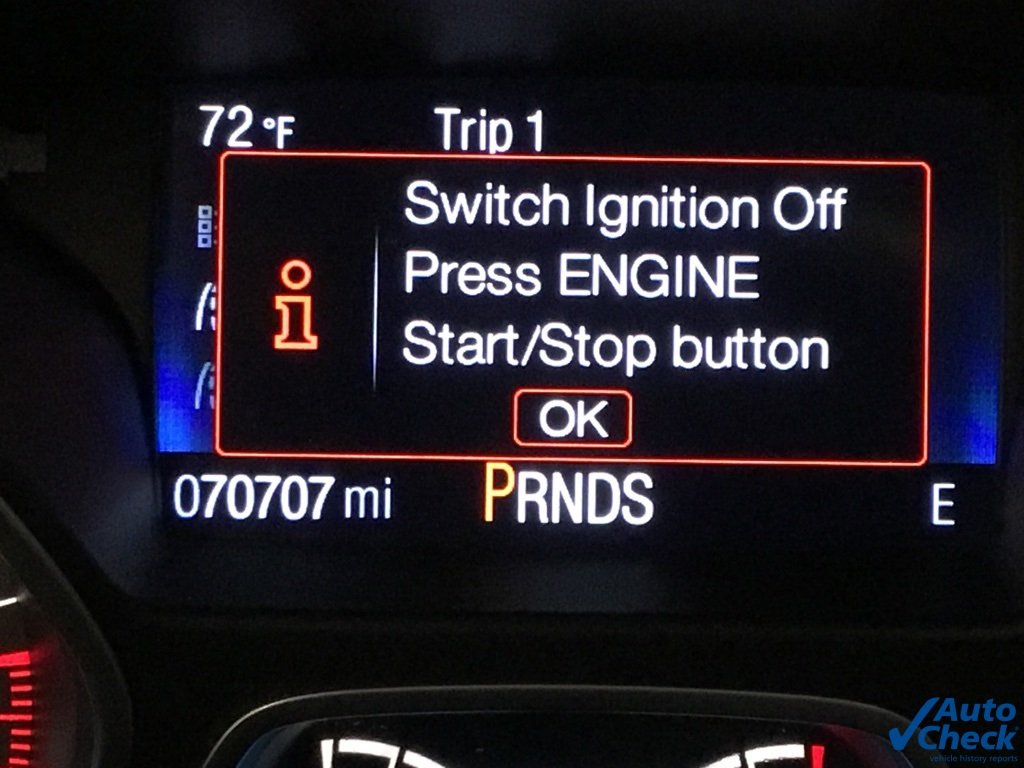 72 °F Trip 1
Switch Ignition Off
Press ENGINE
Start/Stop button
OK
070707 mi PRNDS E
Auto
Check
vehicle history reports